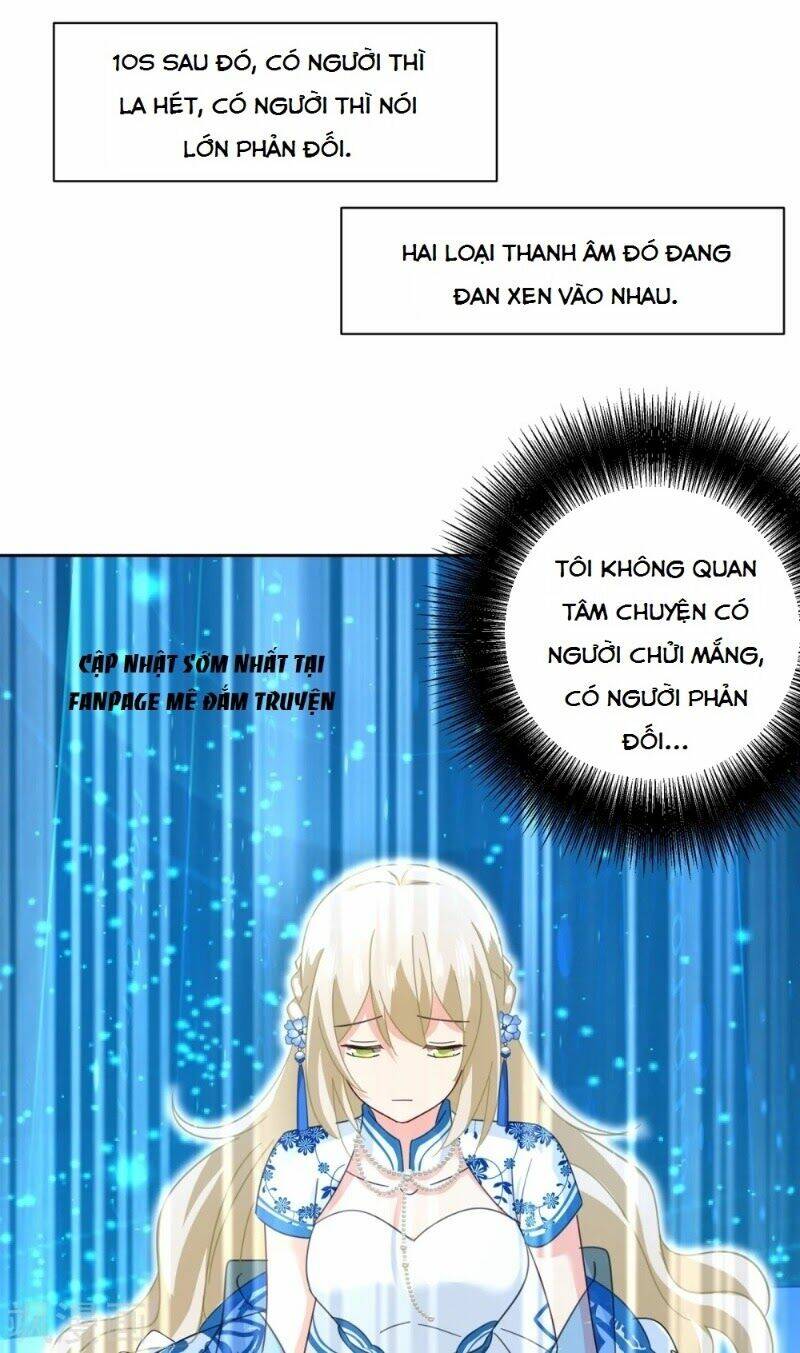 10S SAU ĐÓ, CÓ NGƯỜI THÌ
LA HÉT, CÓ NGƯỜI THÌ NÓI
LỚN PHẢN ĐỐI.
HAI LOẠI THANH ÂM ĐÓ ĐANG
ĐAN XEN VÀO NHAU.
TÔI KHÔNG QUAN
TÂM CHUYỆN CÓ
NGƯỜI CHỬI MẮNG,
CÓ NGƯỜI PHẢN
ĐỐI...
CẬP NHẬT SỚM NHẤT TẠI
FANPAGE MÊ ĐẮM TRUYỆN